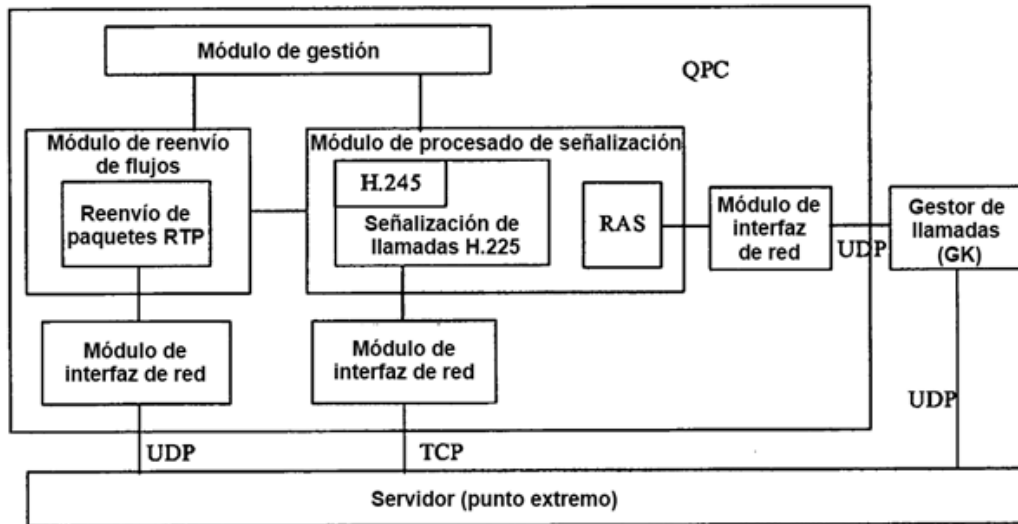 Módulo de gestión
QPC
Módulo de reenvío
de flujos
Reenvío de
paquetes RTP
Módulo de procesado de señalización
H.245
Señalización de
llamadas H.225
RAS
Módulo de
interfaz
de red
UDP
Gestor de
llamadas
(GK)
Módulo de
interfaz de red
Módulo de
interfaz de red
UDP
TCP
UDP
Servidor (punto extremo)